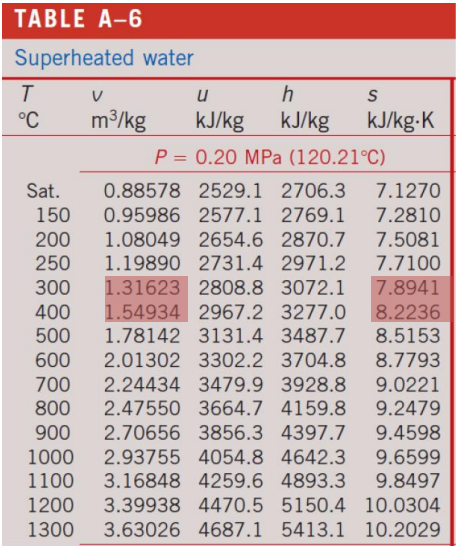 TABLE A–6
Superheated water
T v u h s
°C m³/kg kJ/kg kJ/kg kJ/kg·K
P = 0.20 MPa (120.21°C)
Sat. 0.88578 2529.1 2706.3 7.1270
150 0.95986 2577.1 2769.1 7.2810
200 1.08049 2654.6 2870.7 7.5081
250 1.19890 2731.4 2971.2 7.7100
300 1.31623 2808.8 3072.1 7.8941
400 1.54934 2967.2 3277.0 8.2236
500 1.78142 3131.4 3487.7 8.5153
600 2.01302 3302.2 3704.8 8.7793
700 2.24434 3479.9 3928.8 9.0221
800 2.47550 3664.7 4159.8 9.2479
900 2.70656 3856.3 4397.7 9.4598
1000 2.93755 4054.8 4642.3 9.6599
1100 3.16848 4259.6 4893.3 9.8497
1200 3.39938 4470.5 5150.4 10.0304
1300 3.63026 4687.1 5413.1 10.2029